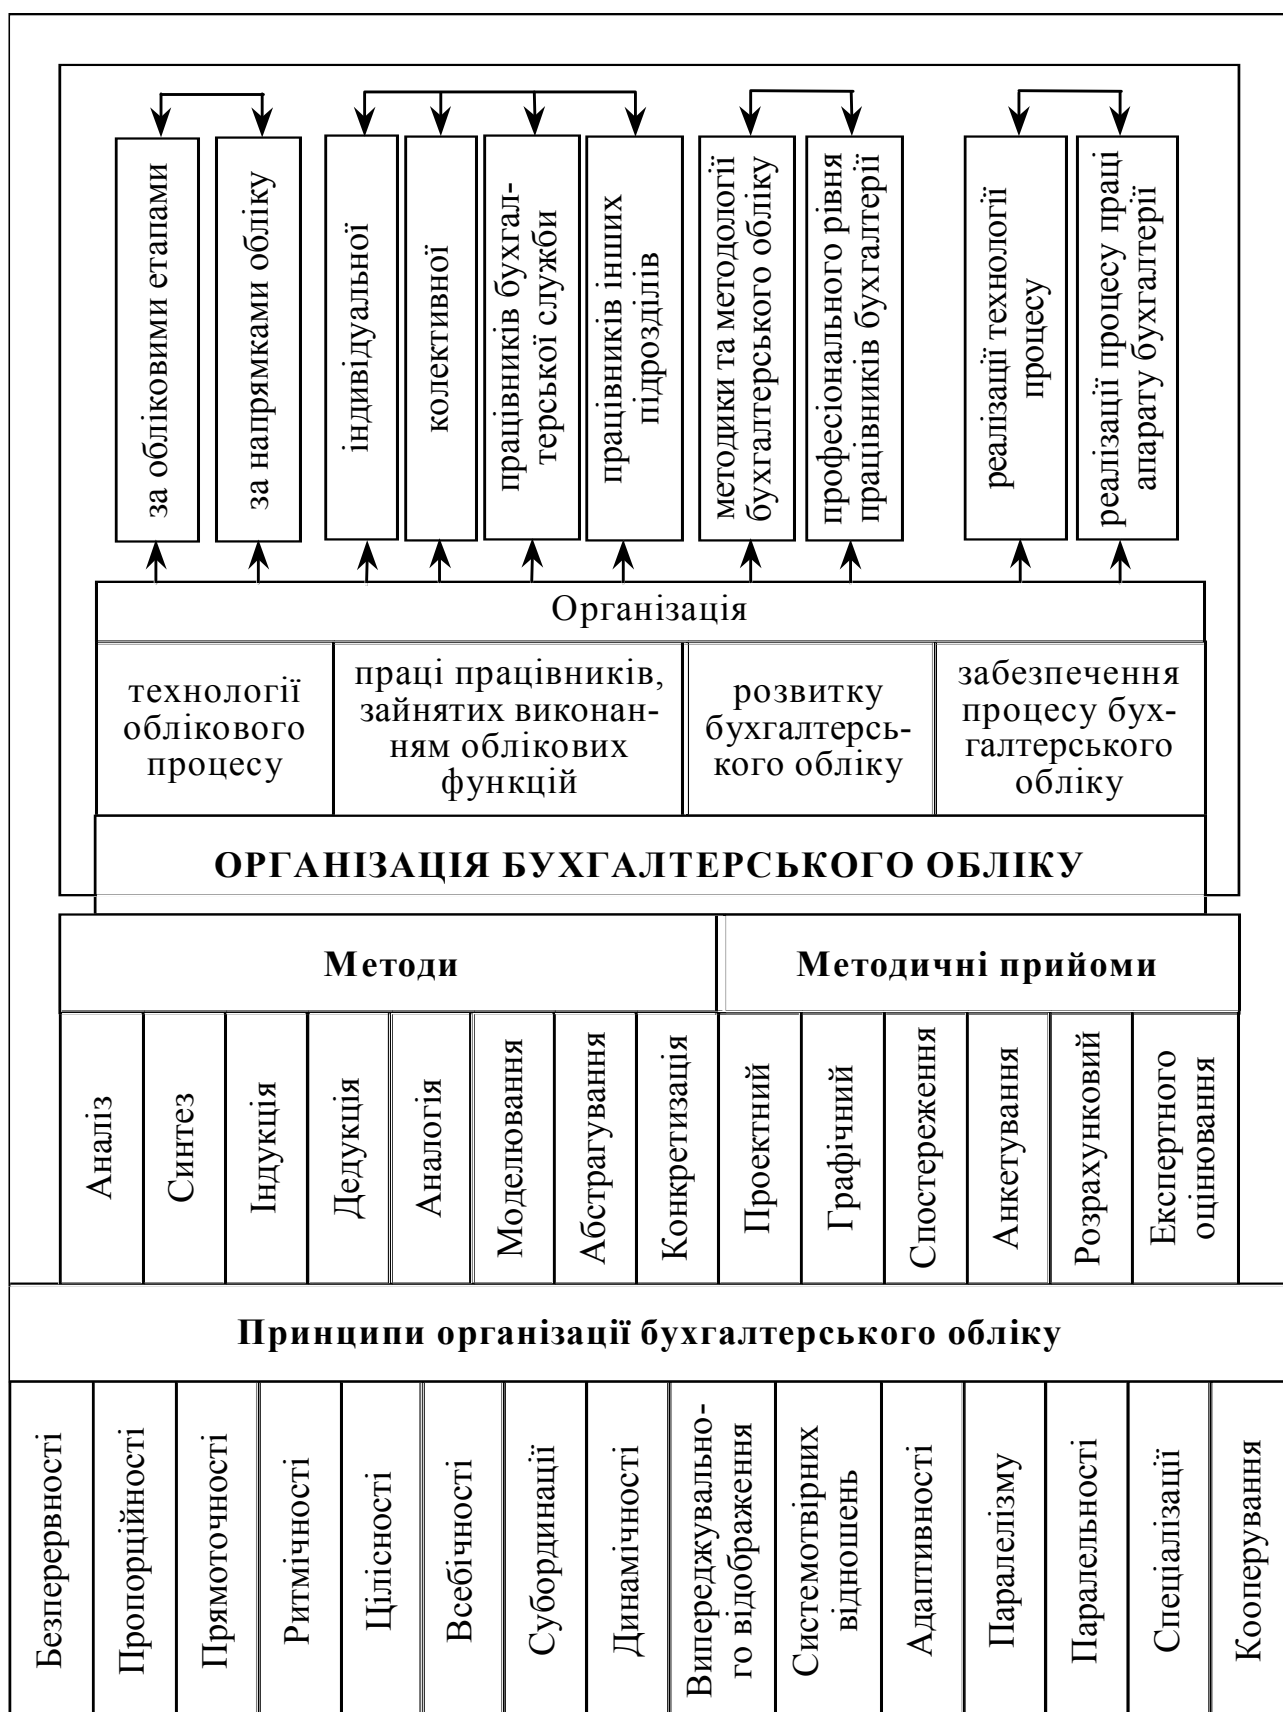 за обліковими етапами
за напрямками обліку
індивідуальної
колективної
працівників бухгал-
терської служби
працівників інших
підрозділів
методики та методології
бухгалтерського обліку
професіонального рівня
працівників бухгалтерії
реалізації технології
процесу
реалізації процесу праці
апарату бухгалтерії
Організація
технології
облікового
процесу
праці працівників,
зайнятих виконан-
ням облікових
функцій
розвитку
бухгалтерсь-
кого обліку
забезпечення
процесу бух-
галтерського
обліку
ОРГАНІЗАЦІЯ БУХГАЛТЕРСЬКОГО ОБЛІКУ
Методи
Методичні прийоми
Аналіз
Синтез
Індукція
Дедукція
Аналогія
Моделювання
Абстрагування
Конкретизація
Проектний
Графічний
Спостереження
Анкетування
Розрахунковий
Експертного
оцінювання
Принципи організації бухгалтерського обліку
Безперервності
Пропорційності
Прямоточності
Ритмічності
Цілісності
Всебічності
Субординації
Динамічності
Випереджувально-
го відображення
Системотвірних
відношень
Адаптивності
Паралелізму
Паралельності
Спеціалізації
Кооперування